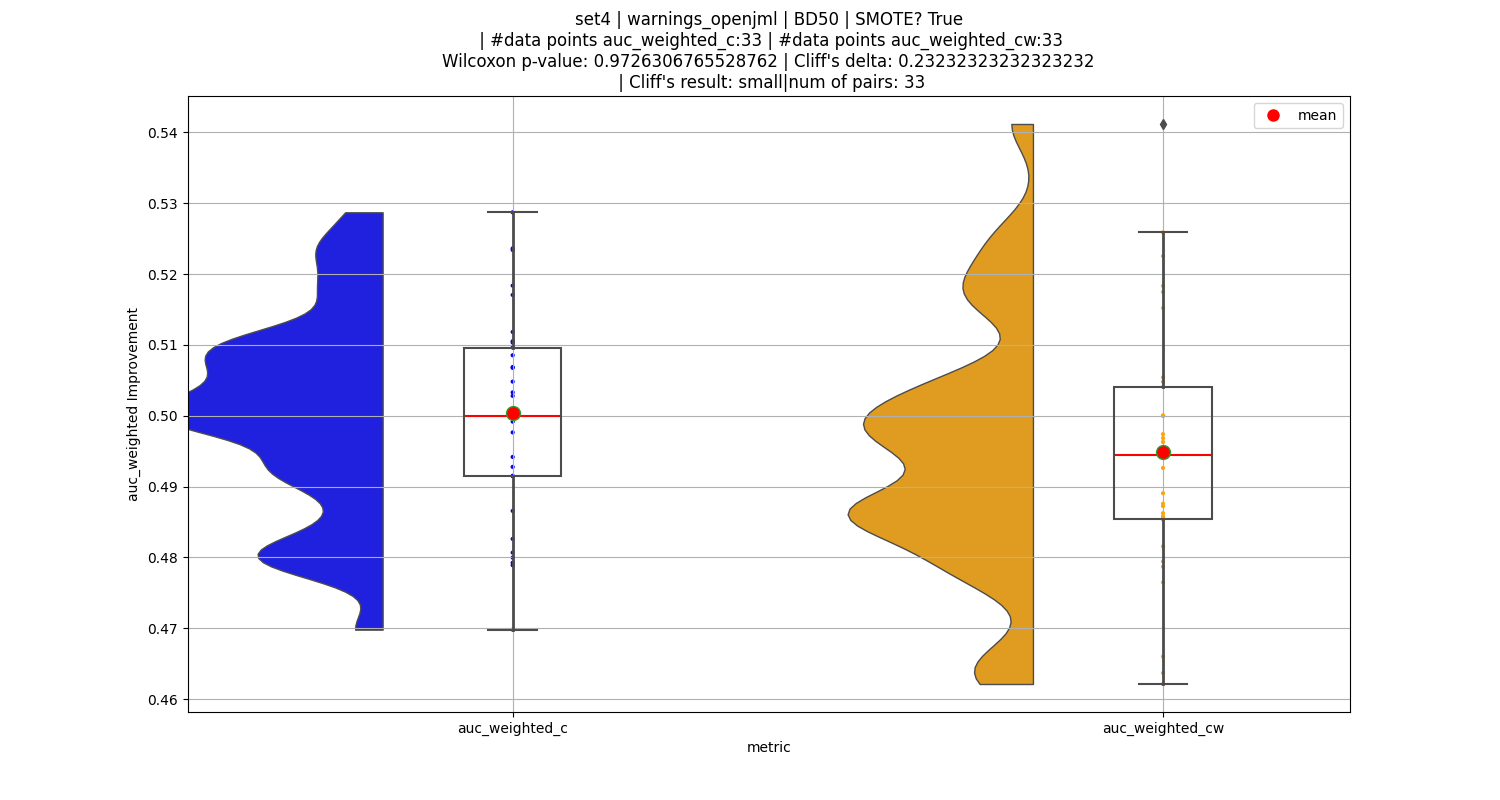 set4 | warnings_openjml | BD50 | SMOTE? True
| #data points auc_weighted_c:33 | #data points auc_weighted_cw:33
Wilcoxon p-value: 0.9726306765528762 | Cliff's delta: 0.23232323232323232
| Cliff's result: small|num of pairs: 33
mean
0.54
0.53
0.52
0.51
0.50
0.49
0.48
0.47
0.46
auc_weighted Improvement
auc_weighted_c
auc_weighted_cw
metric